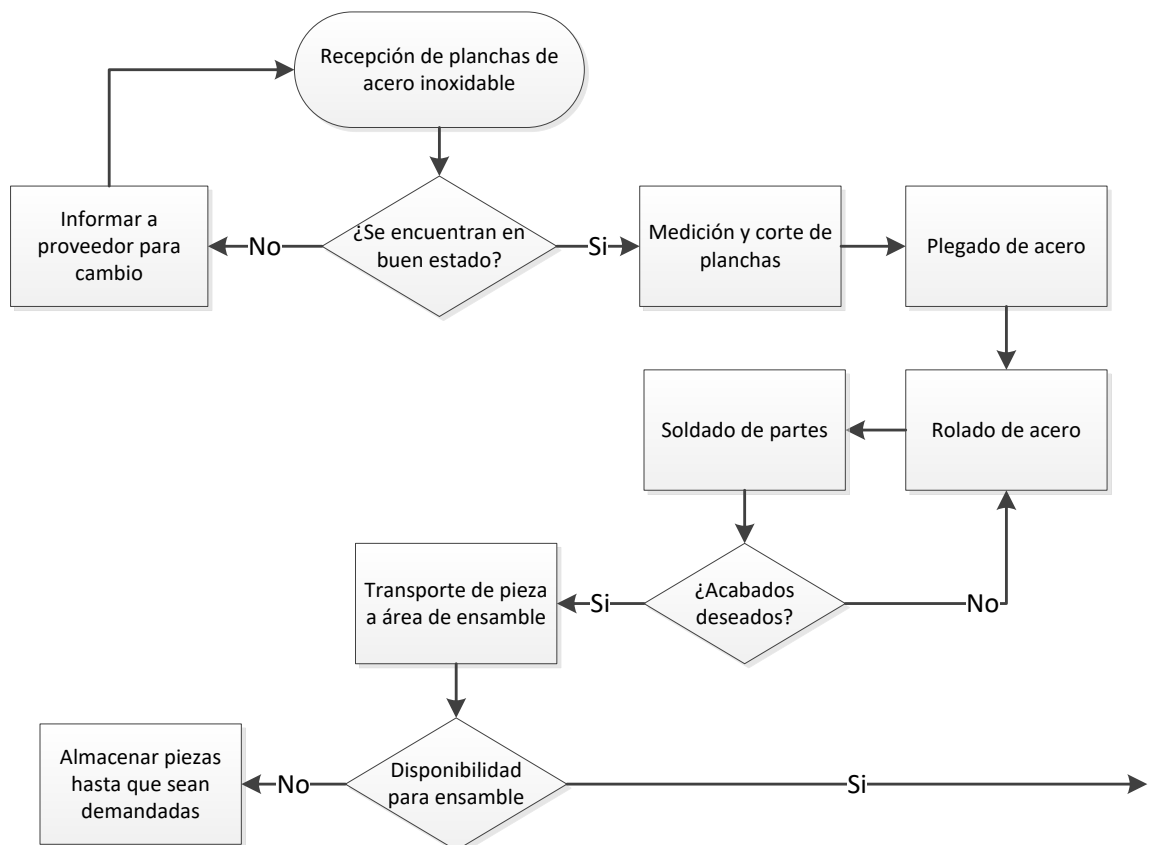 Recepción de planchas de
acero inoxidable
Informar a
proveedor para
cambio
No
¿Se encuentran en
buen estado?
Si
Medición y corte de
planchas
Plegado de acero
Soldado de partes
Rolado de acero
Transporte de pieza
a área de ensamble
Si
¿Acabados
deseados?
No
Almacenar piezas
hasta que sean
demandadas
No
Disponibilidad
para ensamble
Si